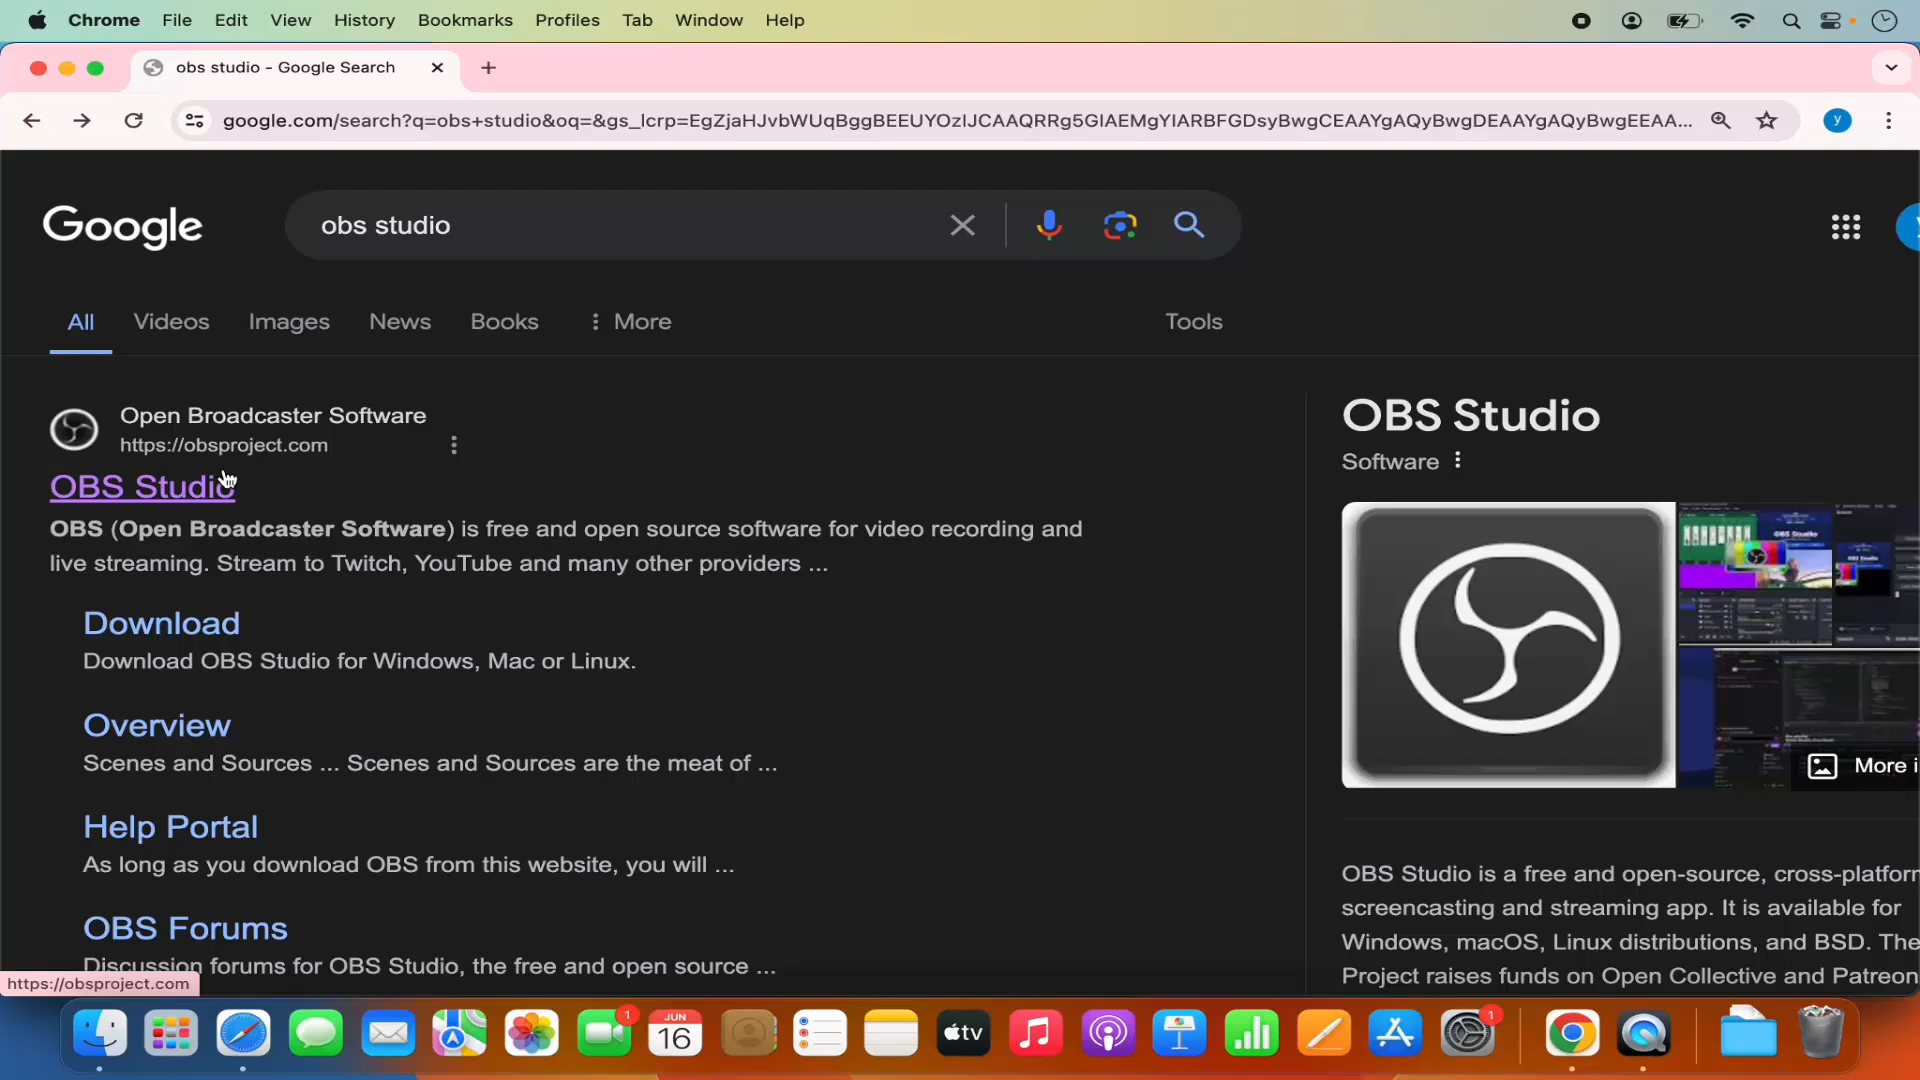 Chrome File Edit View History Bookmarks Profiles Tab Window Help
obs studio - Google Search
google.com/search?q=obs+studio&oq=&gs_lcrp=EgZjaHJvbWUqBggBEEUYOzIJCAAQRRg5GIAEMgYIARBFGDsyBwgCEAAYgAQyBwgDEAAYgAQyBwgEEAA...
y
Google
obs studio
All Videos Images News Books More Tools
Open Broadcaster Software
https://obsproject.com
OBS Studio
OBS (Open Broadcaster Software) is free and open source software for video recording and
live streaming. Stream to Twitch, YouTube and many other providers ...
Download
Download OBS Studio for Windows, Mac or Linux.
Overview
Scenes and Sources ... Scenes and Sources are the meat of ...
Help Portal
As long as you download OBS from this website, you will ...
OBS Forums
Discussion forums for OBS Studio, the free and open source ...
OBS Studio
Software
More i
OBS Studio is a free and open-source, cross-platform
screencasting and streaming app. It is available for
Windows, macOS, Linux distributions, and BSD. The
Project raises funds on Open Collective and Patreon
https://obsproject.com
1
JUN
16
tv
1